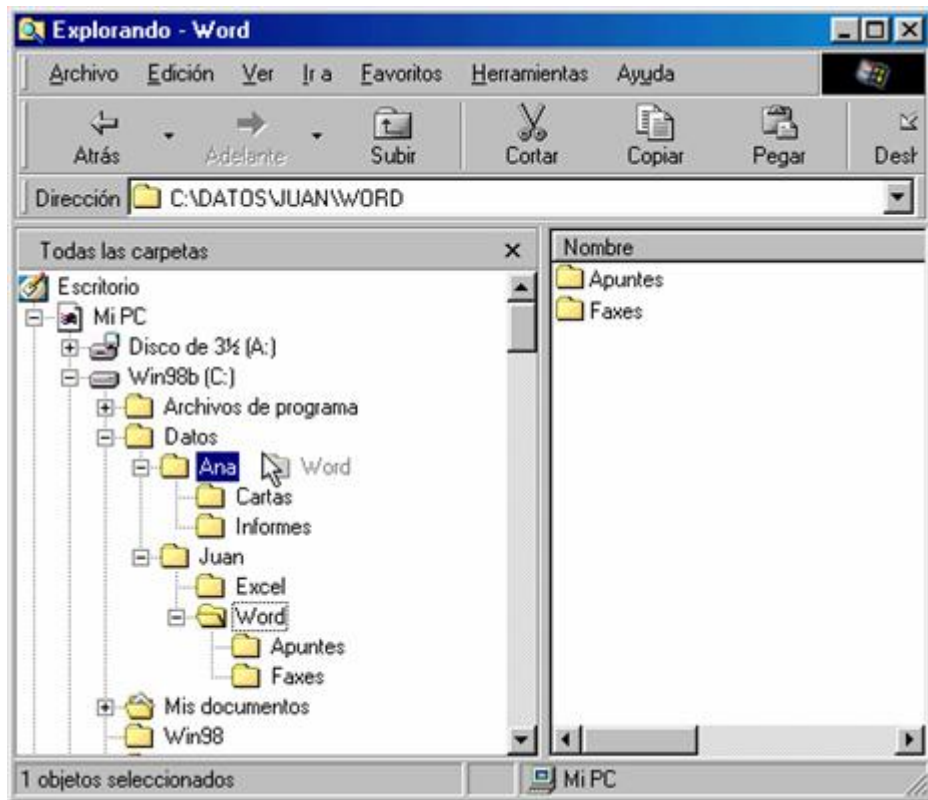 Explorando - Word
Archivo Edición Ver Ir a Favoritos Herramientas Ayuda
Atrás Adelante Subir Cortar Copiar Pegar Desh
Dirección C:\DATOS\JUAN\WORD
Todas las carpetas
Nombre
Escritorio
Mi PC
Disco de 3½ (A:)
Win98b (C:)
Archivos de programa
Datos
Ana Word
Cartas
Informes
Juan
Excel
Word
Apuntes
Faxes
Mis documentos
Win98
Apuntes
Faxes
1 objetos seleccionados
Mi PC